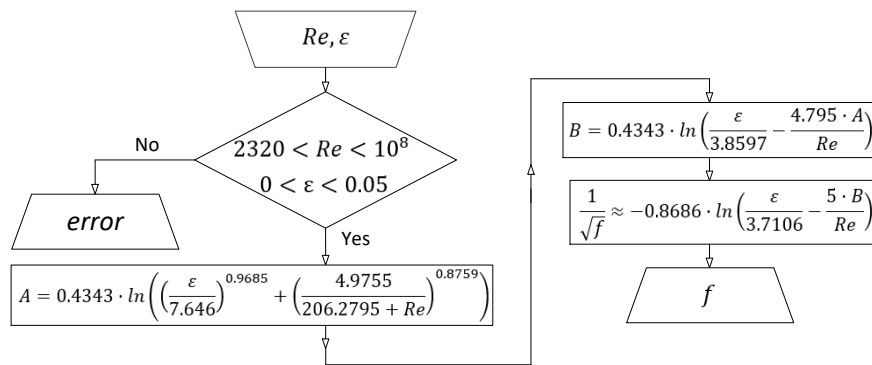 Re, ε
2320 < Re < 10⁸
0 < ε < 0.05
No
error
Yes
A = 0.4343 · ln((ε/7.646)^0.9685 + (4.9755/(206.2795 + Re))^0.8759)
B = 0.4343 · ln(ε/3.8597 − (4.795 · A)/Re)
1/√f ≈ −0.8686 · ln(ε/3.7106 − (5 · B)/Re)
f